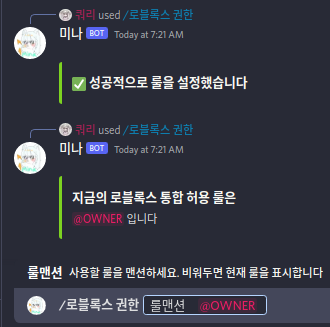 쿼리 used /로블록스 권한
미나 BOT Today at 7:21 AM
✅ 성공적으로 룰을 설정했습니다
쿼리 used /로블록스 권한
미나 BOT Today at 7:21 AM
지금의 로블록스 통합 허용 룰은
@OWNER 입니다
룰맨션 사용할 룰을 맨션하세요. 비워두면 현재 룰을 표시합니다
/로블록스 권한 룰맨션 @OWNER